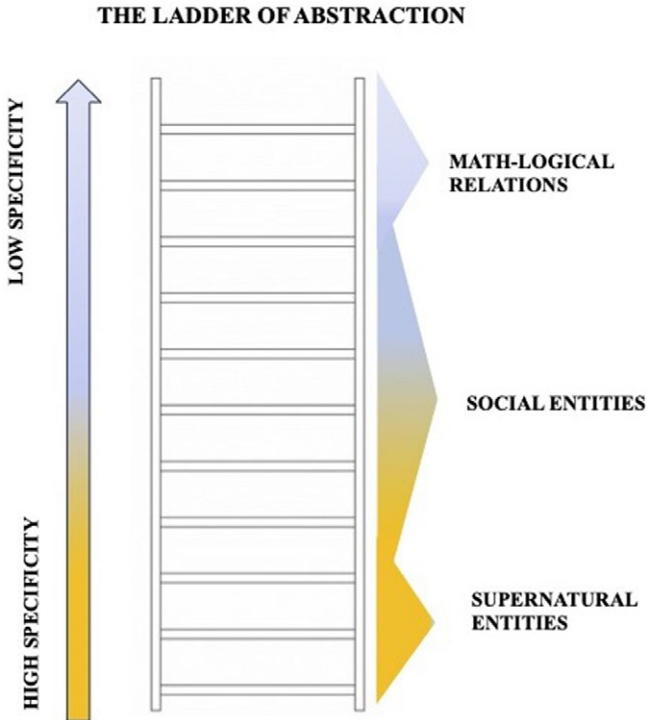 THE LADDER OF ABSTRACTION
LOW SPECIFICITY
HIGH SPECIFICITY
MATH-LOGICAL
RELATIONS
SOCIAL ENTITIES
SUPERNATURAL
ENTITIES